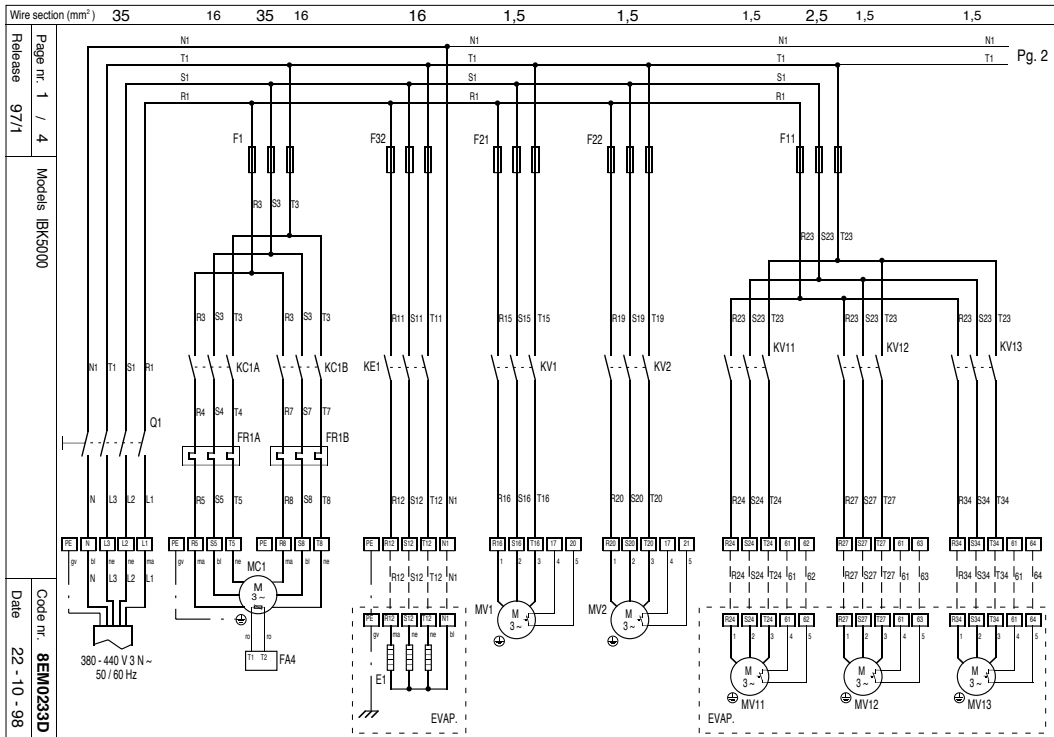 Wire section (mm²) 35 16 35 16 16 1,5 1,5 1,5 2,5 1,5 1,5
Release 97/1
Page nr. 1 / 4
Models IBK5000
Code nr. 8EM0233D
Date 22 - 10 - 98
N1 N1 N1 N1
T1 T1 T1 T1 Pg. 2
S1 S1 S1
R1 R1 R1
F1 F32 F21 F22 F11
R3 S3 T3
R23 S23 T23
R3 S3 T3 R3 S3 T3 R11 S11 T11 R15 S15 T15 R19 S19 T19 R23 S23 T23 R23 S23 T23 R23 S23 T23
N1 T1 S1 R1 KC1A KC1B KE1 KV1 KV2 KV11 KV12 KV13
R4 S4 T4 R7 S7 T7
Q1 FR1A FR1B
N L3 L2 L1 R5 S5 T5 R8 S8 T8 R12 S12 T12 N1 R16 S16 T16 R20 S20 T20 R24 S24 T24 R27 S27 T27 R34 S34 T34
PE N L3 L2 L1 PE R5 S5 T5 PE R8 S8 T8 PE R12 S12 T12 N1 R16 S16 T16 17 20 R20 S20 T20 17 21 R24 S24 T24 61 62 R27 S27 T27 61 63 R34 S34 T34 61 64
gv bl ne ne ma gv ma bl ne ma bl ne 1 2 3 4 5 1 2 3 4 5
MC1
N L3 L2 L1 R12 S12 T12 N1 R24 S24 T24 61 62 R27 S27 T27 61 63 R34 S34 T34 61 64
M 3 ~
MV1 M 3 ~
MV2 M 3 ~
PE R12 S12 T12 N1 R24 S24 T24 61 62 R27 S27 T27 61 63 R34 S34 T34 61 64
gv ma ne ne bl 1 2 3 4 5 1 2 3 4 5 1 2 3 4 5
ro ro
T1 T2 FA4
380 - 440 V 3 N ~
50 / 60 Hz
E1
M 3 ~ M 3 ~ M 3 ~
MV11 MV12 MV13
EVAP. EVAP.